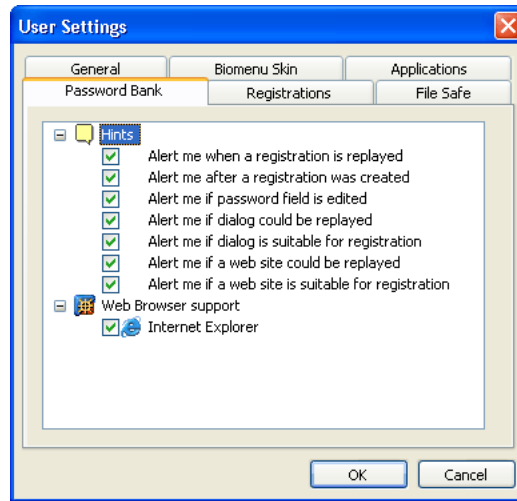 User Settings
General Biomenu Skin Applications
Password Bank Registrations File Safe
Hints
Alert me when a registration is replayed
Alert me after a registration was created
Alert me if password field is edited
Alert me if dialog could be replayed
Alert me if dialog is suitable for registration
Alert me if a web site could be replayed
Alert me if a web site is suitable for registration
Web Browser support
Internet Explorer
OK Cancel